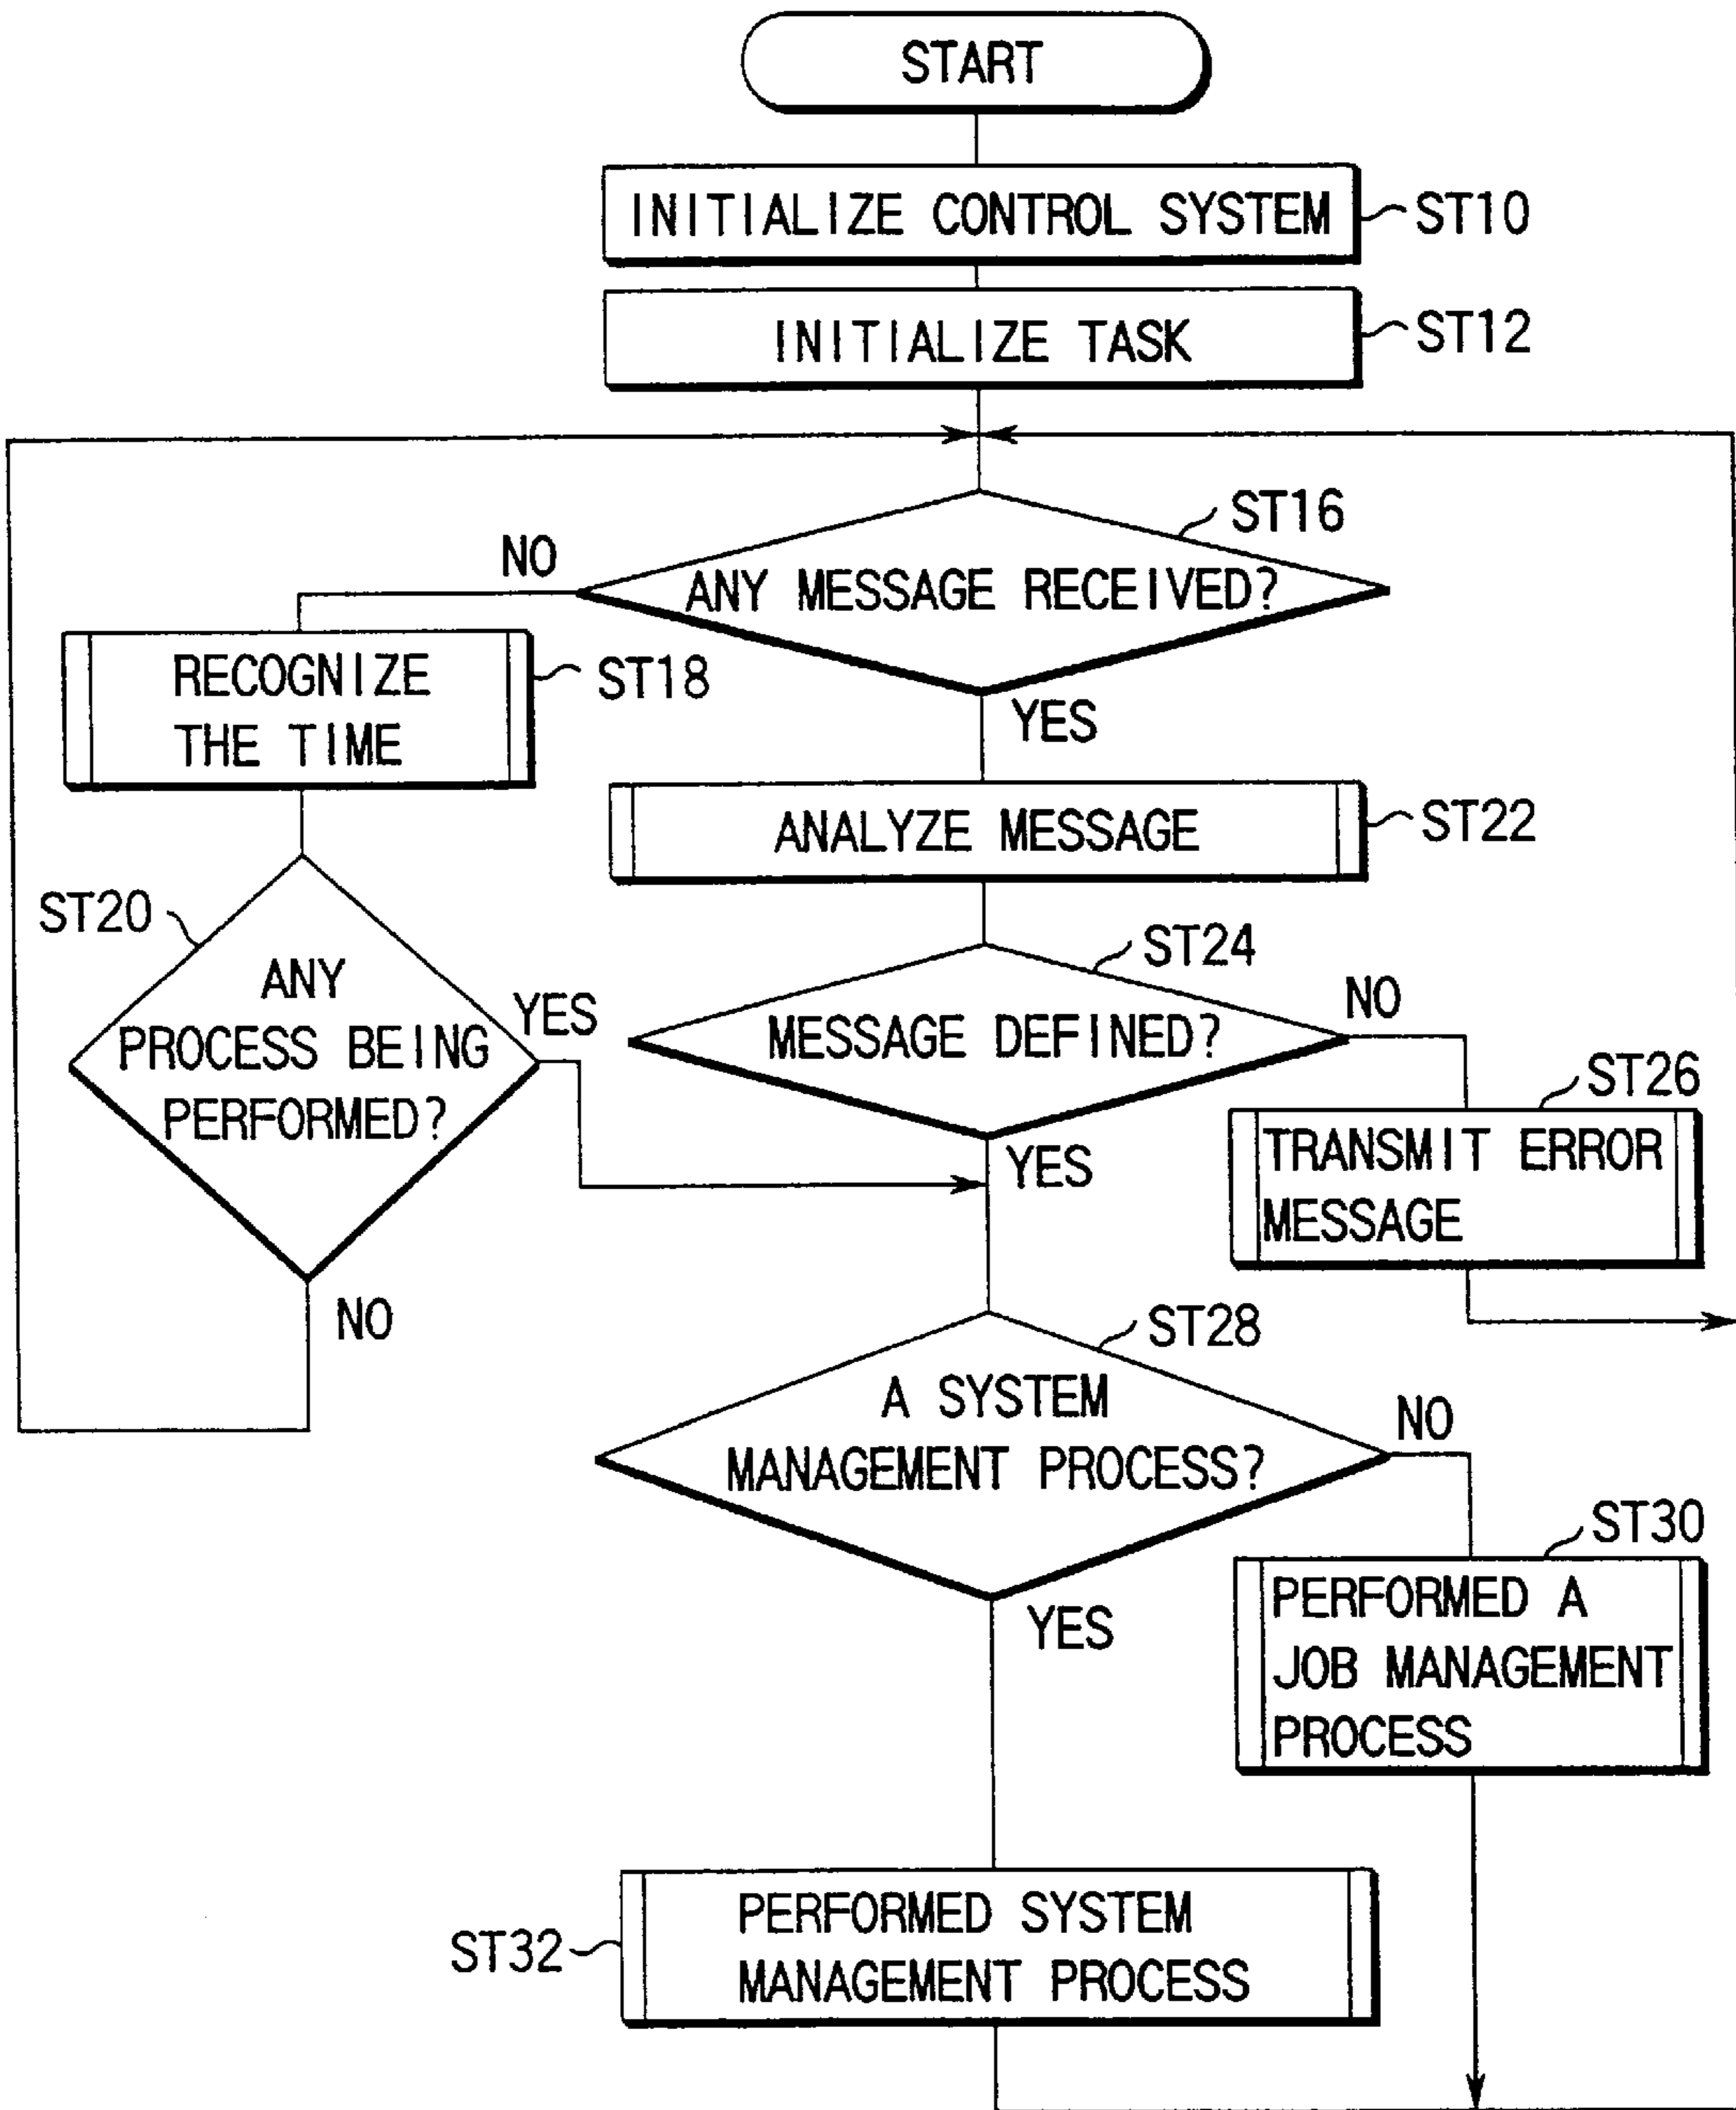 START
INITIALIZE CONTROL SYSTEM
ST10
INITIALIZE TASK
ST12
ST16
NO
ANY MESSAGE RECEIVED?
YES
RECOGNIZE
THE TIME
ST18
ANALYZE MESSAGE
ST22
ST20
ANY
PROCESS BEING
PERFORMED?
YES
NO
ST24
MESSAGE DEFINED?
NO
YES
ST26
TRANSMIT ERROR
MESSAGE
ST28
A SYSTEM
MANAGEMENT PROCESS?
NO
YES
ST30
PERFORMED A
JOB MANAGEMENT
PROCESS
ST32
PERFORMED SYSTEM
MANAGEMENT PROCESS